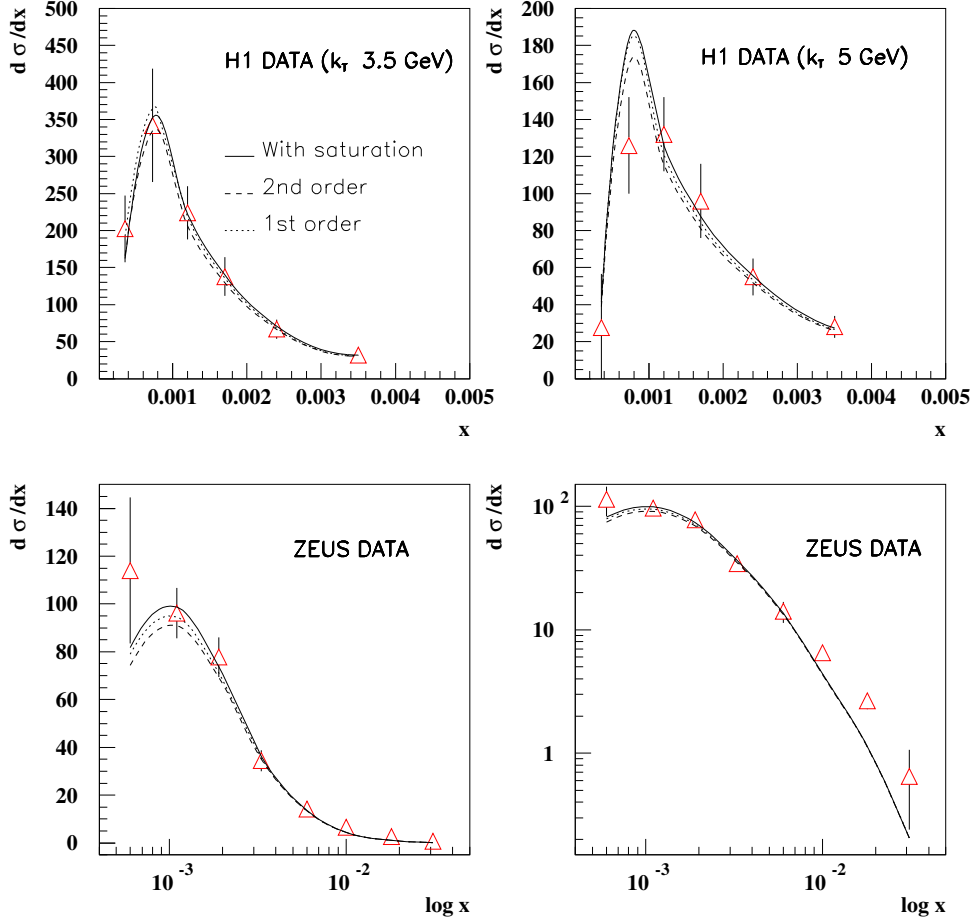 d σ/dx
500
450
400
350
300
250
200
150
100
50
0
H1 DATA (kT 3.5 GeV)
With saturation
2nd order
1st order
0.001 0.002 0.003 0.004 0.005
x
d σ/dx
200
180
160
140
120
100
80
60
40
20
0
H1 DATA (kT 5 GeV)
0.001 0.002 0.003 0.004 0.005
x
d σ/dx
140
120
100
80
60
40
20
0
ZEUS DATA
10⁻³ 10⁻²
log x
d σ/dx
10²
10
1
ZEUS DATA
10⁻³ 10⁻²
log x